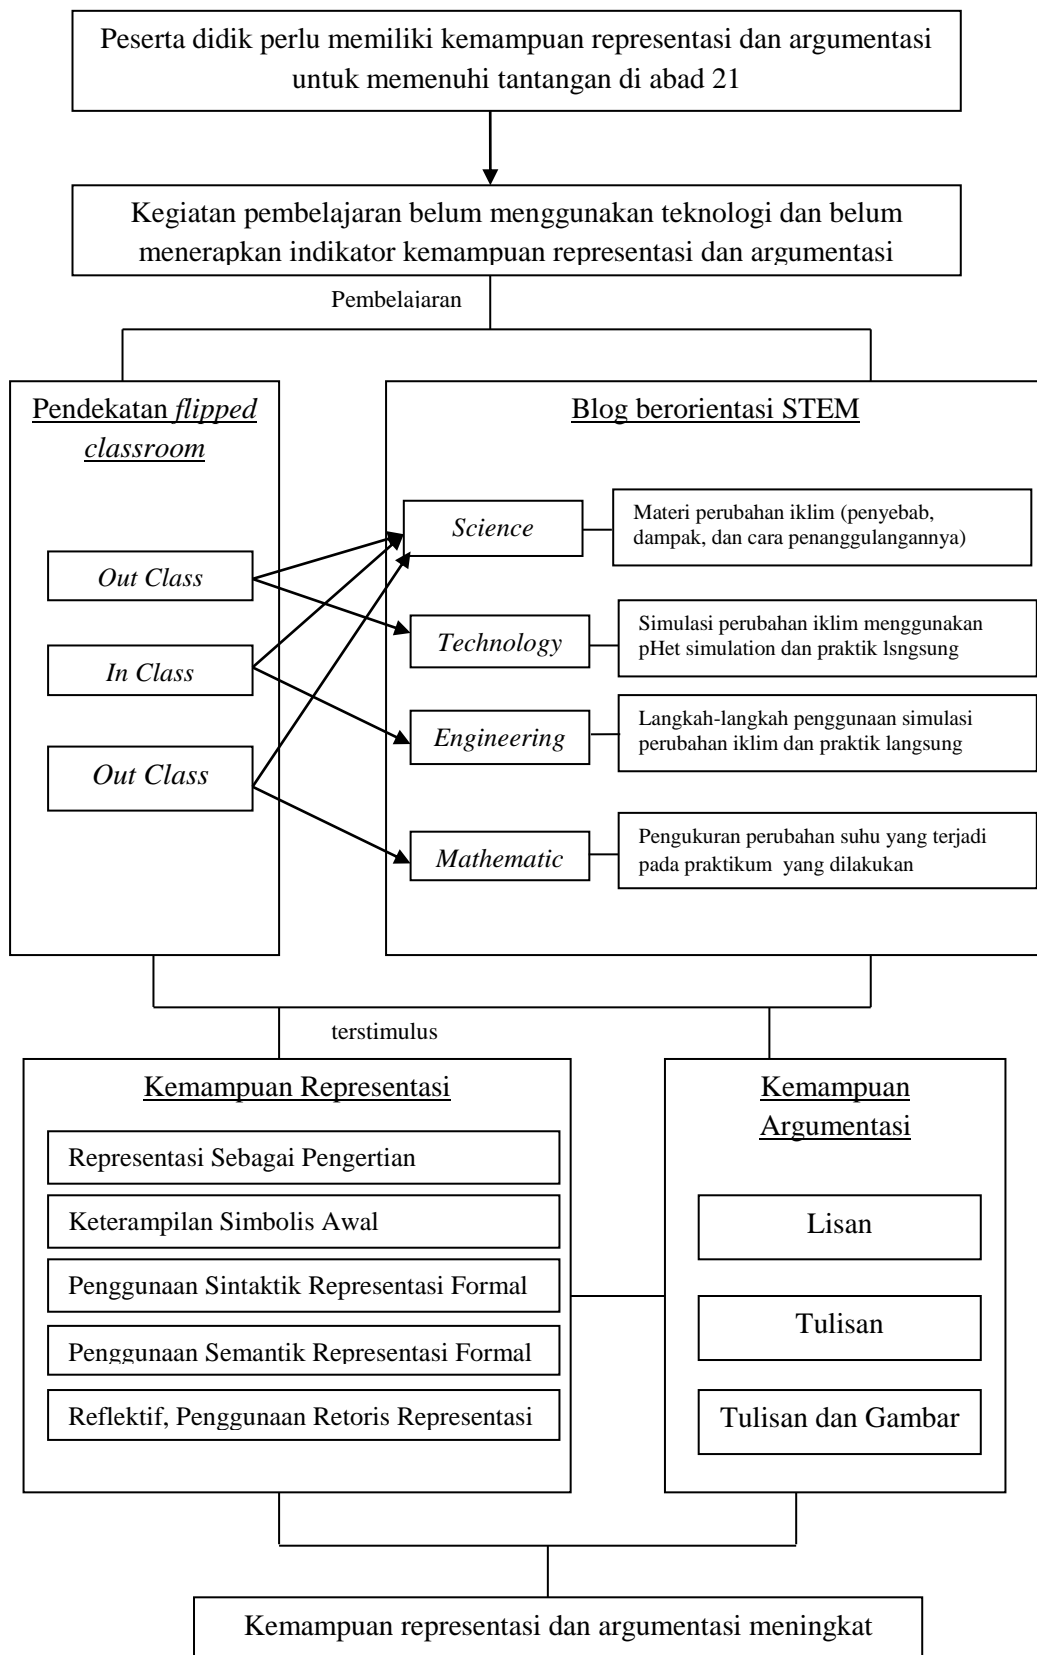 Peserta didik perlu memiliki kemampuan representasi dan argumentasi
untuk memenuhi tantangan di abad 21
Kegiatan pembelajaran belum menggunakan teknologi dan belum
menerapkan indikator kemampuan representasi dan argumentasi
Pembelajaran
Pendekatan flipped
classroom
Out Class
In Class
Out Class
Blog berorientasi STEM
Science
Materi perubahan iklim (penyebab,
dampak, dan cara penanggulangannya)
Technology
Simulasi perubahan iklim menggunakan
pHet simulation dan praktik lsngsung
Engineering
Langkah-langkah penggunaan simulasi
perubahan iklim dan praktik langsung
Mathematic
Pengukuran perubahan suhu yang terjadi
pada praktikum yang dilakukan
terstimulus
Kemampuan Representasi
Representasi Sebagai Pengertian
Keterampilan Simbolis Awal
Penggunaan Sintaktik Representasi Formal
Penggunaan Semantik Representasi Formal
Reflektif, Penggunaan Retoris Representasi
Kemampuan
Argumentasi
Lisan
Tulisan
Tulisan dan Gambar
Kemampuan representasi dan argumentasi meningkat